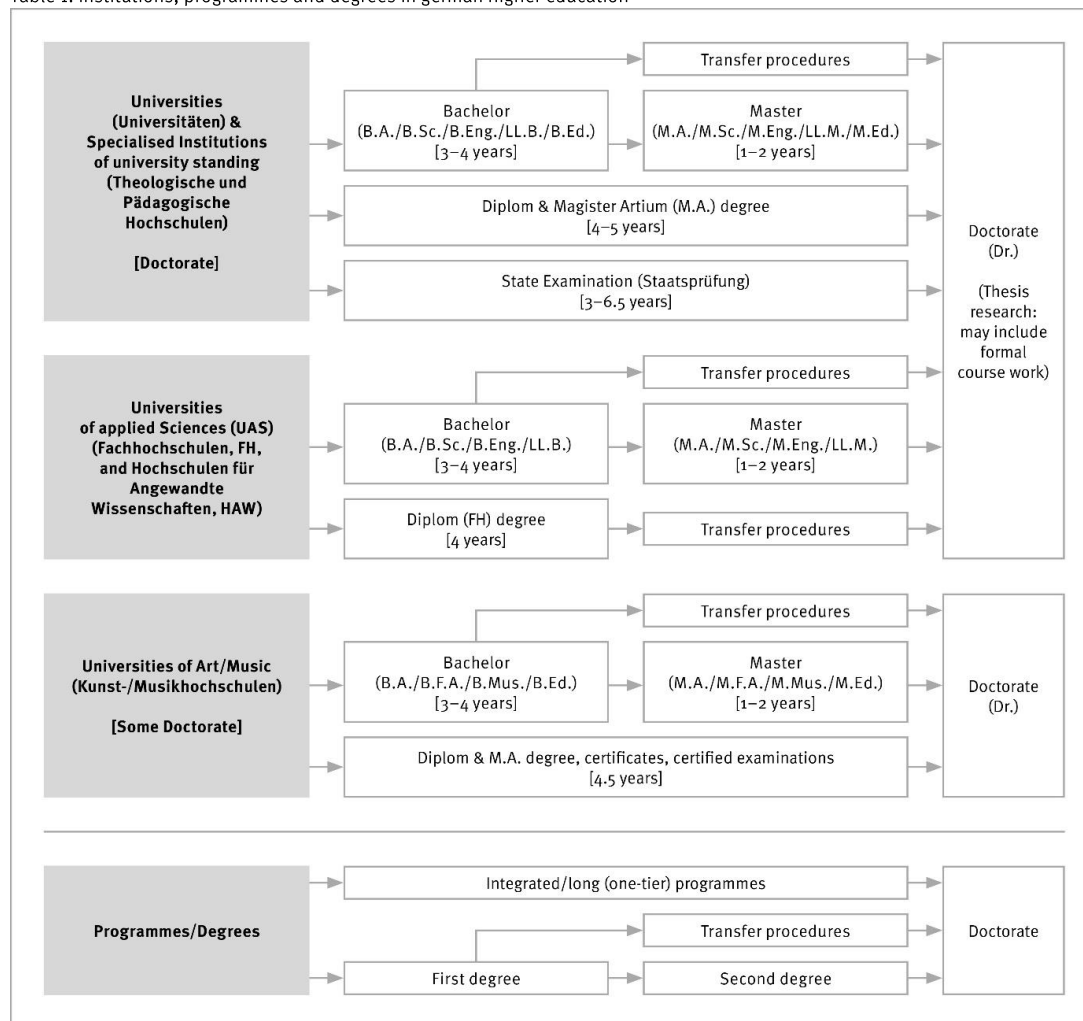 Table 1: Institutions, programmes and degrees in german higher education
Universities
(Universitäten) &
Specialised Institutions
of university standing
(Theologische und
Pädagogische
Hochschulen)
[Doctorate]
Transfer procedures
Bachelor
(B.A./B.Sc./B.Eng./LL.B./B.Ed.)
[3–4 years]
Master
(M.A./M.Sc./M.Eng./LL.M./M.Ed.)
[1–2 years]
Diplom & Magister Artium (M.A.) degree
[4–5 years]
State Examination (Staatsprüfung)
[3–6.5 years]
Doctorate
(Dr.)
(Thesis
research:
may include
formal
course work)
Universities
of applied Sciences (UAS)
(Fachhochschulen, FH,
and Hochschulen für
Angewandte
Wissenschaften, HAW)
Transfer procedures
Bachelor
(B.A./B.Sc./B.Eng./LL.B.)
[3–4 years]
Master
(M.A./M.Sc./M.Eng./LL.M.)
[1–2 years]
Diplom (FH) degree
[4 years]
Transfer procedures
Universities of Art/Music
(Kunst-/Musikhochschulen)
[Some Doctorate]
Transfer procedures
Bachelor
(B.A./B.F.A./B.Mus./B.Ed.)
[3–4 years]
Master
(M.A./M.F.A./M.Mus./M.Ed.)
[1–2 years]
Diplom & M.A. degree, certificates, certified examinations
[4.5 years]
Doctorate
(Dr.)
Programmes/Degrees
Integrated/long (one-tier) programmes
Transfer procedures
First degree
Second degree
Doctorate